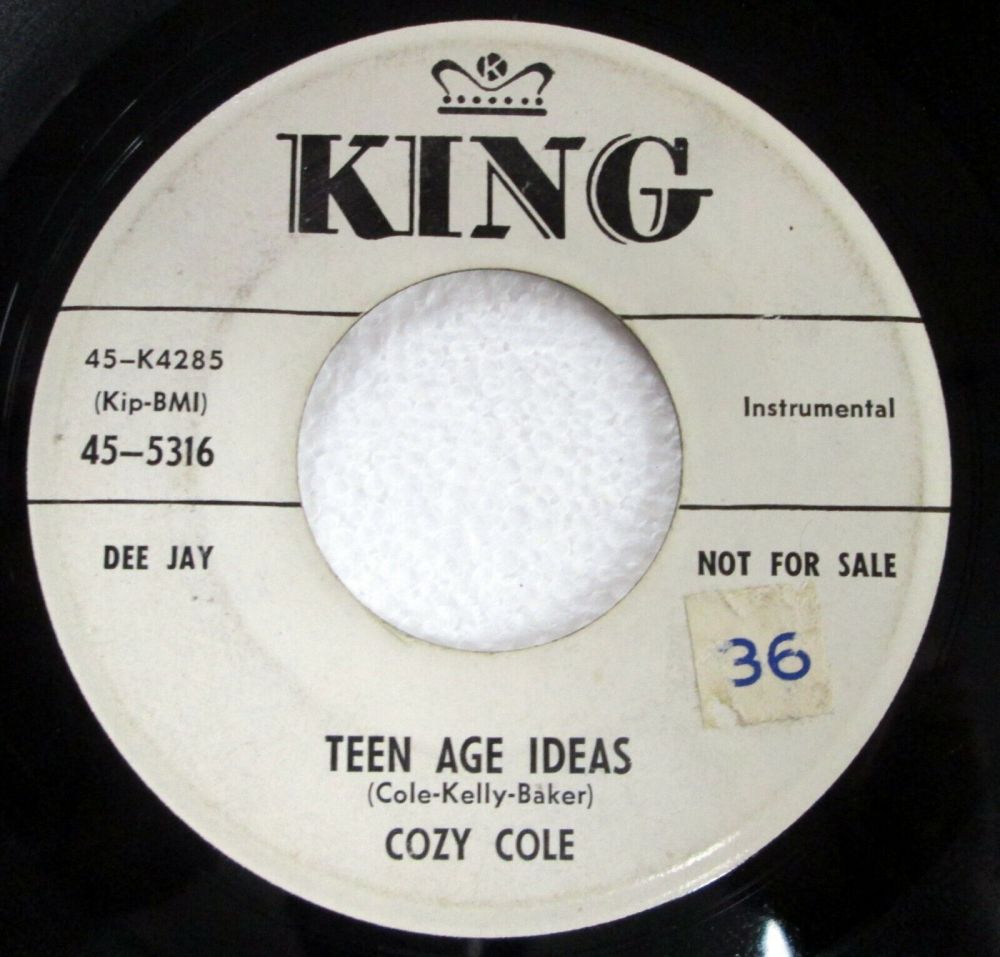 K
KING
45-K4285
(Kip-BMI)
45-5316
Instrumental
DEE JAY
NOT FOR SALE
36
TEEN AGE IDEAS
(Cole-Kelly-Baker)
COZY COLE